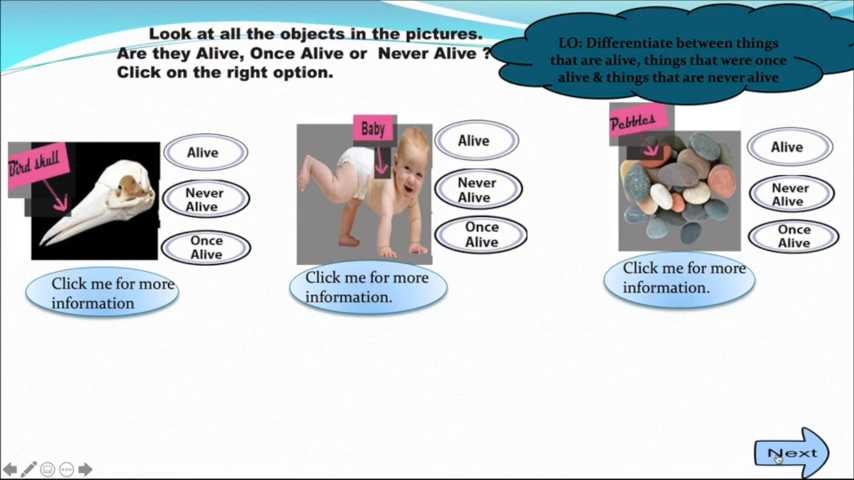 Look at all the objects in the pictures.
Are they Alive, Once Alive or Never Alive ?
Click on the right option.
LO: Differentiate between things
that are alive, things that were once
alive & things that are never alive
Bird skull
Alive
Never
Alive
Once
Alive
Click me for more
information
Baby
Alive
Never
Alive
Once
Alive
Click me for more
information.
Pebbles
Alive
Never
Alive
Once
Alive
Click me for more
information.
Next